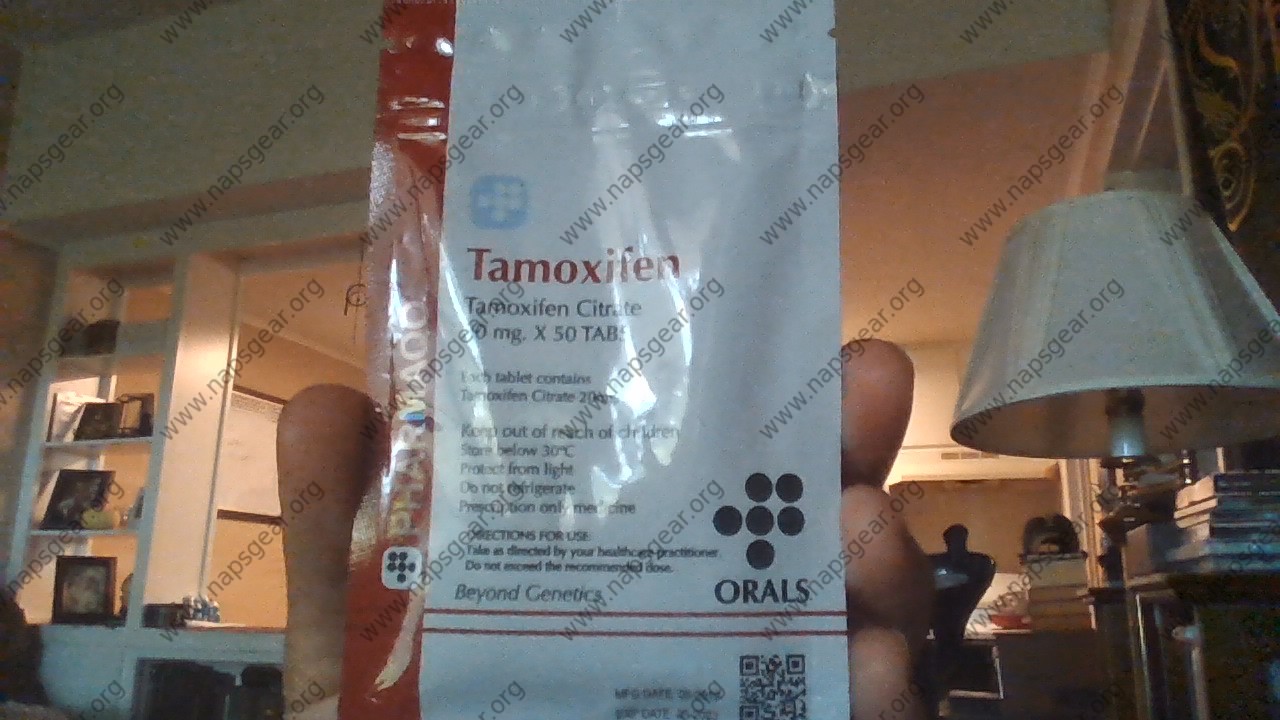 Tamoxifen
Tamoxifen Citrate
20 mg. X 50 TABS
Each tablet contains
Tamoxifen Citrate 20mg
Keep out of reach of children
Store below 30°C
Protect from light
Do not refrigerate
Prescription only medicine
DIRECTIONS FOR USE:
Take as directed by your healthcare practitioner.
Do not exceed the recommended dose.
Beyond Genetics
ORALS
MFG DATE:
EXP DATE:
PHARMAQO
www.napsgear.org